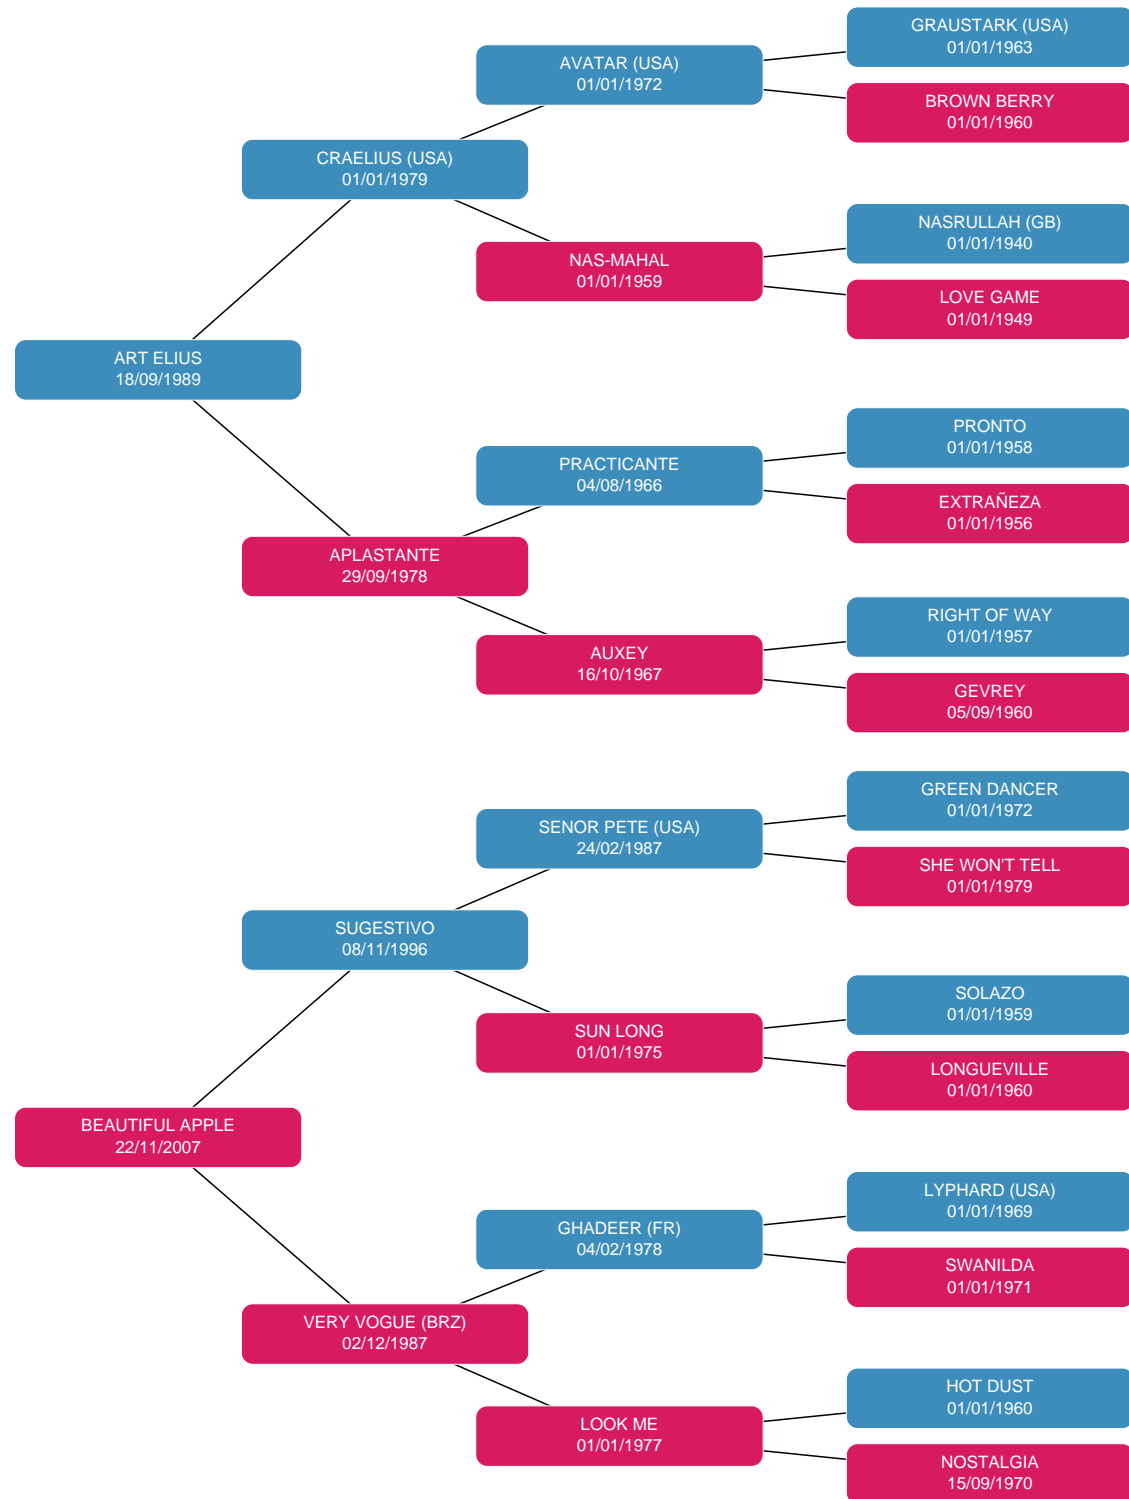 GRAUSTARK (USA)
01/01/1963
AVATAR (USA)
01/01/1972
BROWN BERRY
01/01/1960
CRAELIUS (USA)
01/01/1979
NASRULLAH (GB)
01/01/1940
NAS-MAHAL
01/01/1959
LOVE GAME
01/01/1949
ART ELIUS
18/09/1989
PRONTO
01/01/1958
PRACTICANTE
04/08/1966
EXTRAÑEZA
01/01/1956
APLASTANTE
29/09/1978
RIGHT OF WAY
01/01/1957
AUXEY
16/10/1967
GEVREY
05/09/1960
GREEN DANCER
01/01/1972
SENOR PETE (USA)
24/02/1987
SHE WON'T TELL
01/01/1979
SUGESTIVO
08/11/1996
SOLAZO
01/01/1959
SUN LONG
01/01/1975
LONGUEVILLE
01/01/1960
BEAUTIFUL APPLE
22/11/2007
LYPHARD (USA)
01/01/1969
GHADEER (FR)
04/02/1978
SWANILDA
01/01/1971
VERY VOGUE (BRZ)
02/12/1987
HOT DUST
01/01/1960
LOOK ME
01/01/1977
NOSTALGIA
15/09/1970